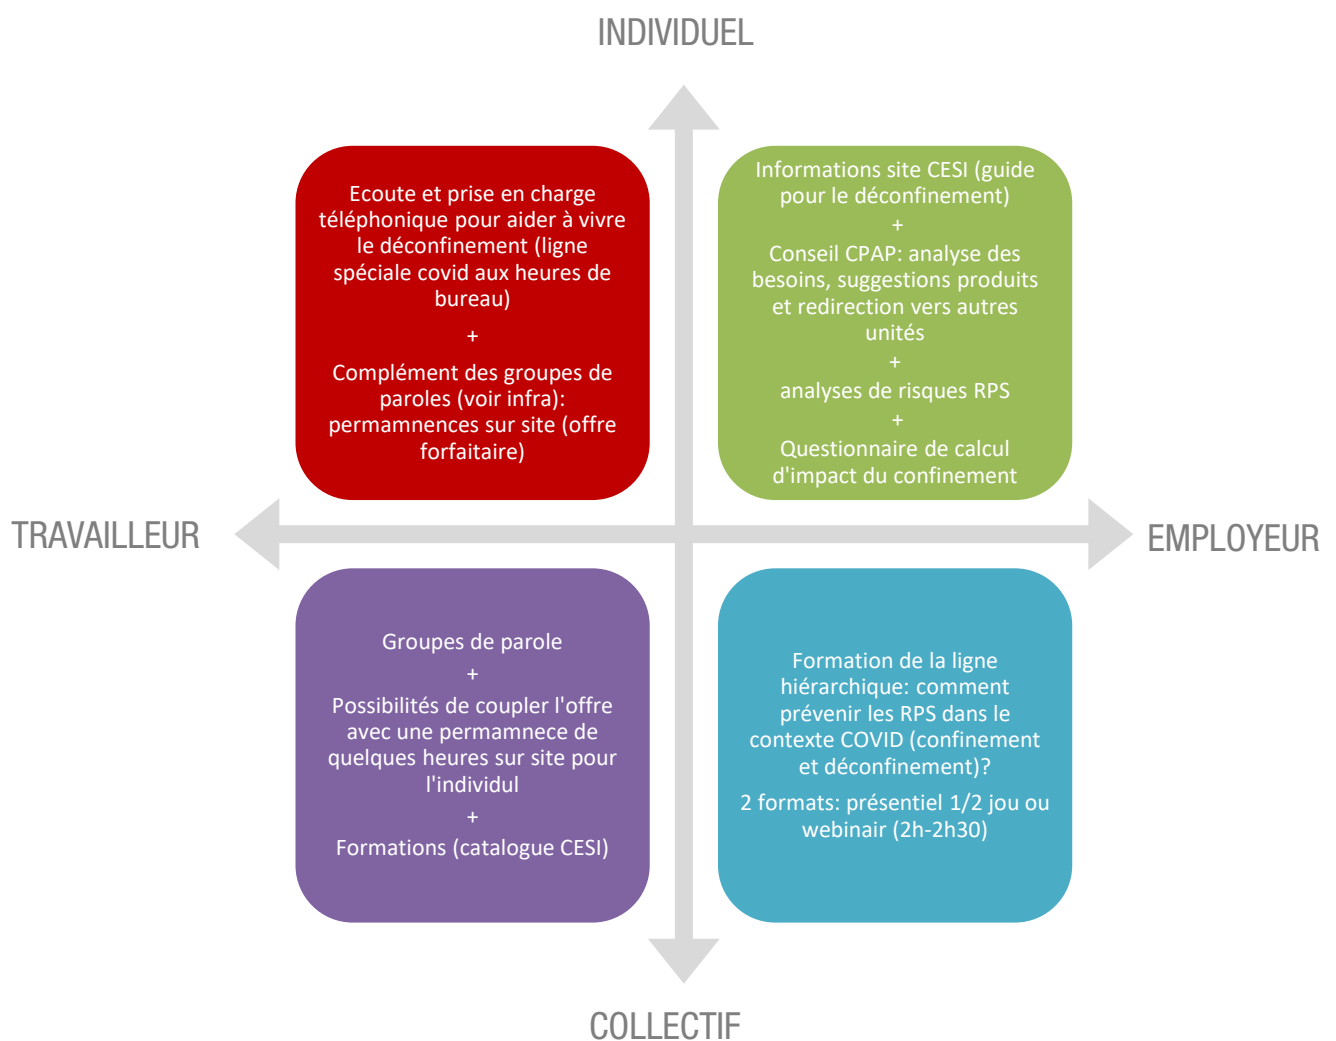 INDIVIDUEL
Ecoute et prise en charge
téléphonique pour aider à vivre
le déconfinement (ligne
spéciale covid aux heures de
bureau)
+
Complément des groupes de
paroles (voir infra):
permamnences sur site (offre
forfaitaire)
Informations site CESI (guide
pour le déconfinement)
+
Conseil CPAP: analyse des
besoins, suggestions produits
et redirection vers autres
unités
+
analyses de risques RPS
+
Questionnaire de calcul
d'impact du confinement
TRAVAILLEUR
EMPLOYEUR
Groupes de parole
+
Possibilités de coupler l'offre
avec une permamnece de
quelques heures sur site pour
l'individul
+
Formations (catalogue CESI)
Formation de la ligne
hiérarchique: comment
prévenir les RPS dans le
contexte COVID (confinement
et déconfinement)?
2 formats: présentiel 1/2 jou ou
webinair (2h-2h30)
COLLECTIF